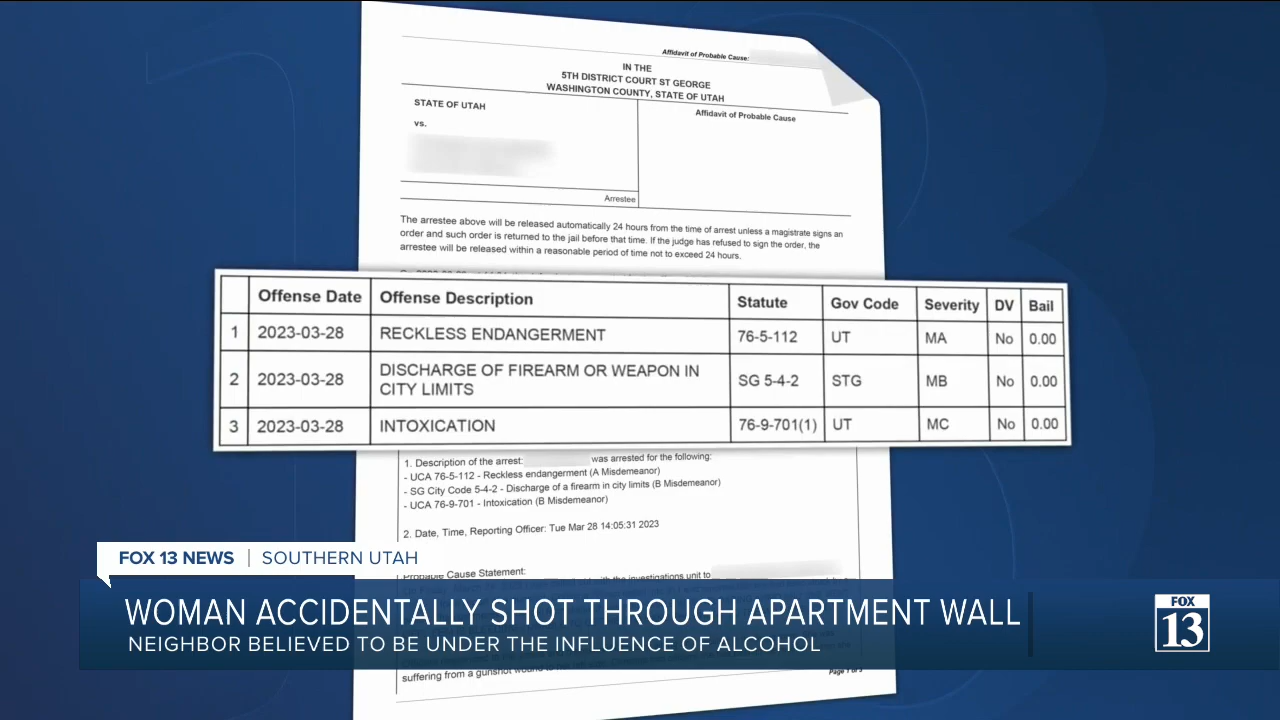 Affidavit of Probable Cause:
IN THE
5TH DISTRICT COURT ST GEORGE
WASHINGTON COUNTY, STATE OF UTAH
STATE OF UTAH
vs.
Arrestee
Affidavit of Probable Cause
The arrestee above will be released automatically 24 hours from the time of arrest unless a magistrate signs an
order and such order is returned to the jail before that time. If the judge has refused to sign the order, the
arrestee will be released within a reasonable period of time not to exceed 24 hours.
Offense Date Offense Description Statute Gov Code Severity DV Bail
1 2023-03-28 RECKLESS ENDANGERMENT 76-5-112 UT MA No 0.00
2 2023-03-28 DISCHARGE OF FIREARM OR WEAPON IN CITY LIMITS SG 5-4-2 STG MB No 0.00
3 2023-03-28 INTOXICATION 76-9-701(1) UT MC No 0.00
1. Description of the arrest: was arrested for the following:
- UCA 76-5-112 - Reckless endangerment (A Misdemeanor)
- SG City Code 5-4-2 - Discharge of a firearm in city limits (B Misdemeanor)
- UCA 76-9-701 - Intoxication (B Misdemeanor)
2. Date, Time, Reporting Officer: Tue Mar 28 14:05:31 2023
Probable Cause Statement:
with the investigations unit to
FOX 13 NEWS | SOUTHERN UTAH
WOMAN ACCIDENTALLY SHOT THROUGH APARTMENT WALL
NEIGHBOR BELIEVED TO BE UNDER THE INFLUENCE OF ALCOHOL
FOX
13
suffering from a gunshot wound to
Page 1 of 3